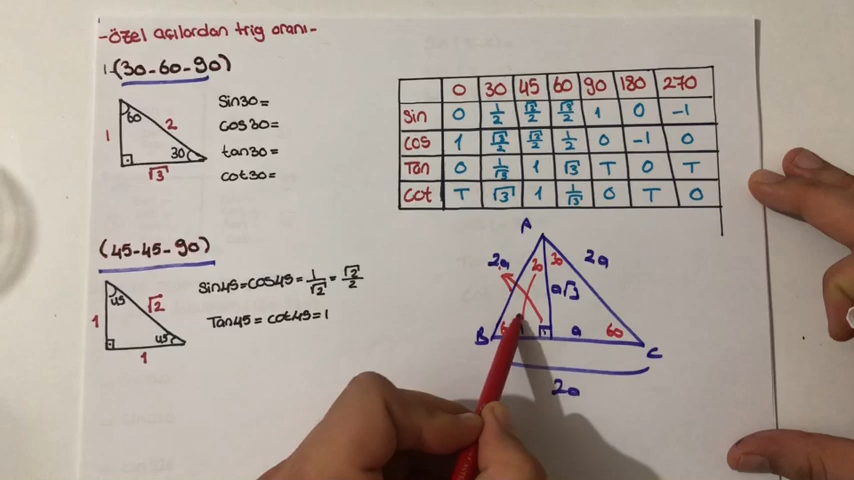 -özel açılardan trig oranı-
1-(30-60-90)
60
1
2
30
√3
sin30=
cos30=
tan30=
cot30=
0 30 45 60 90 180 270
sin 0 1/2 √2/2 √3/2 1 0 -1
cos 1 √3/2 √2/2 1/2 0 -1 0
Tan 0 1/√3 1 √3 T 0 T
cot T √3 1 1/√3 0 T 0
(45-45-90)
45
1
√2
45
1
sin45=cos45=1/√2=√2/2
Tan45=cot45=1
A
2a
30
30
2a
a√3
B
a
60
C
2a